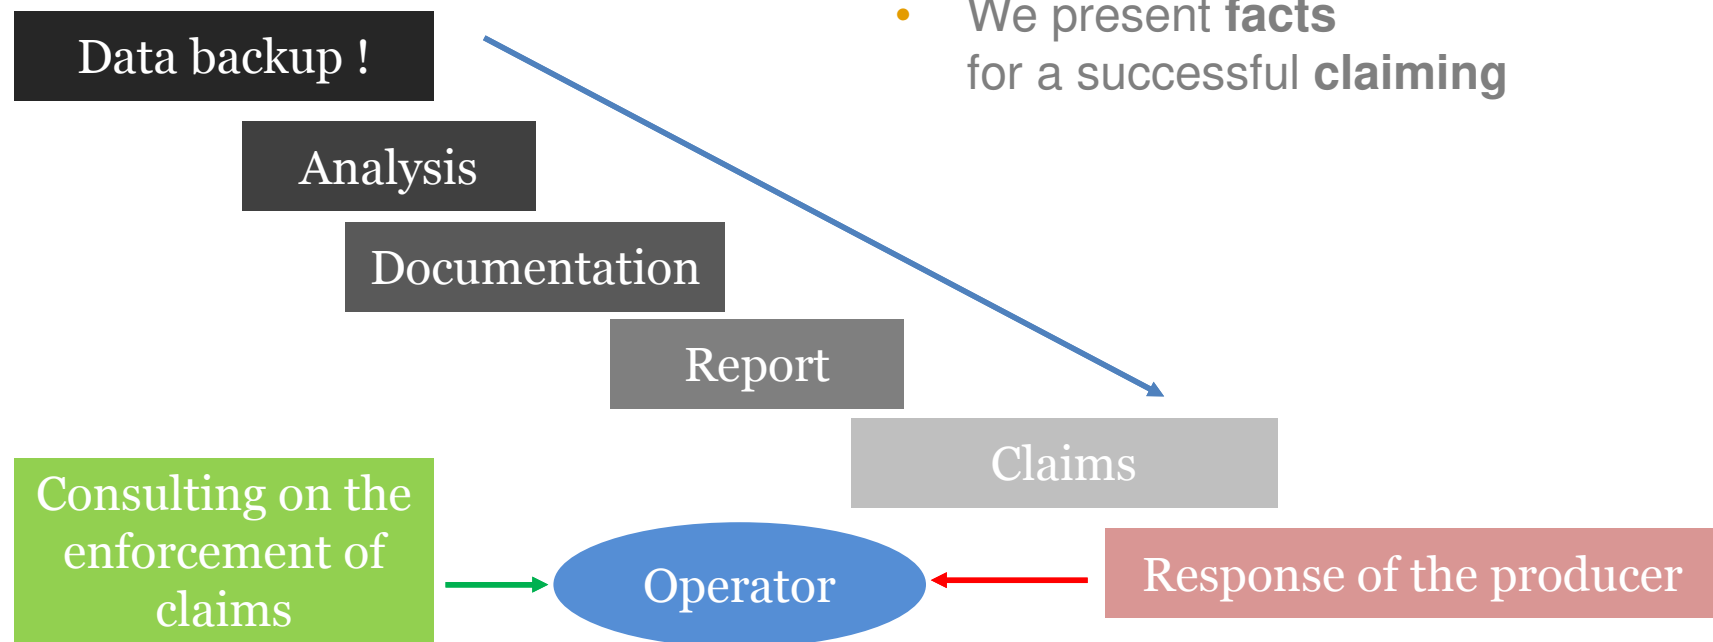 • We present facts
for a successful claiming
Data backup !
Analysis
Documentation
Report
Claims
Consulting on the
enforcement of
claims
Operator
Response of the producer